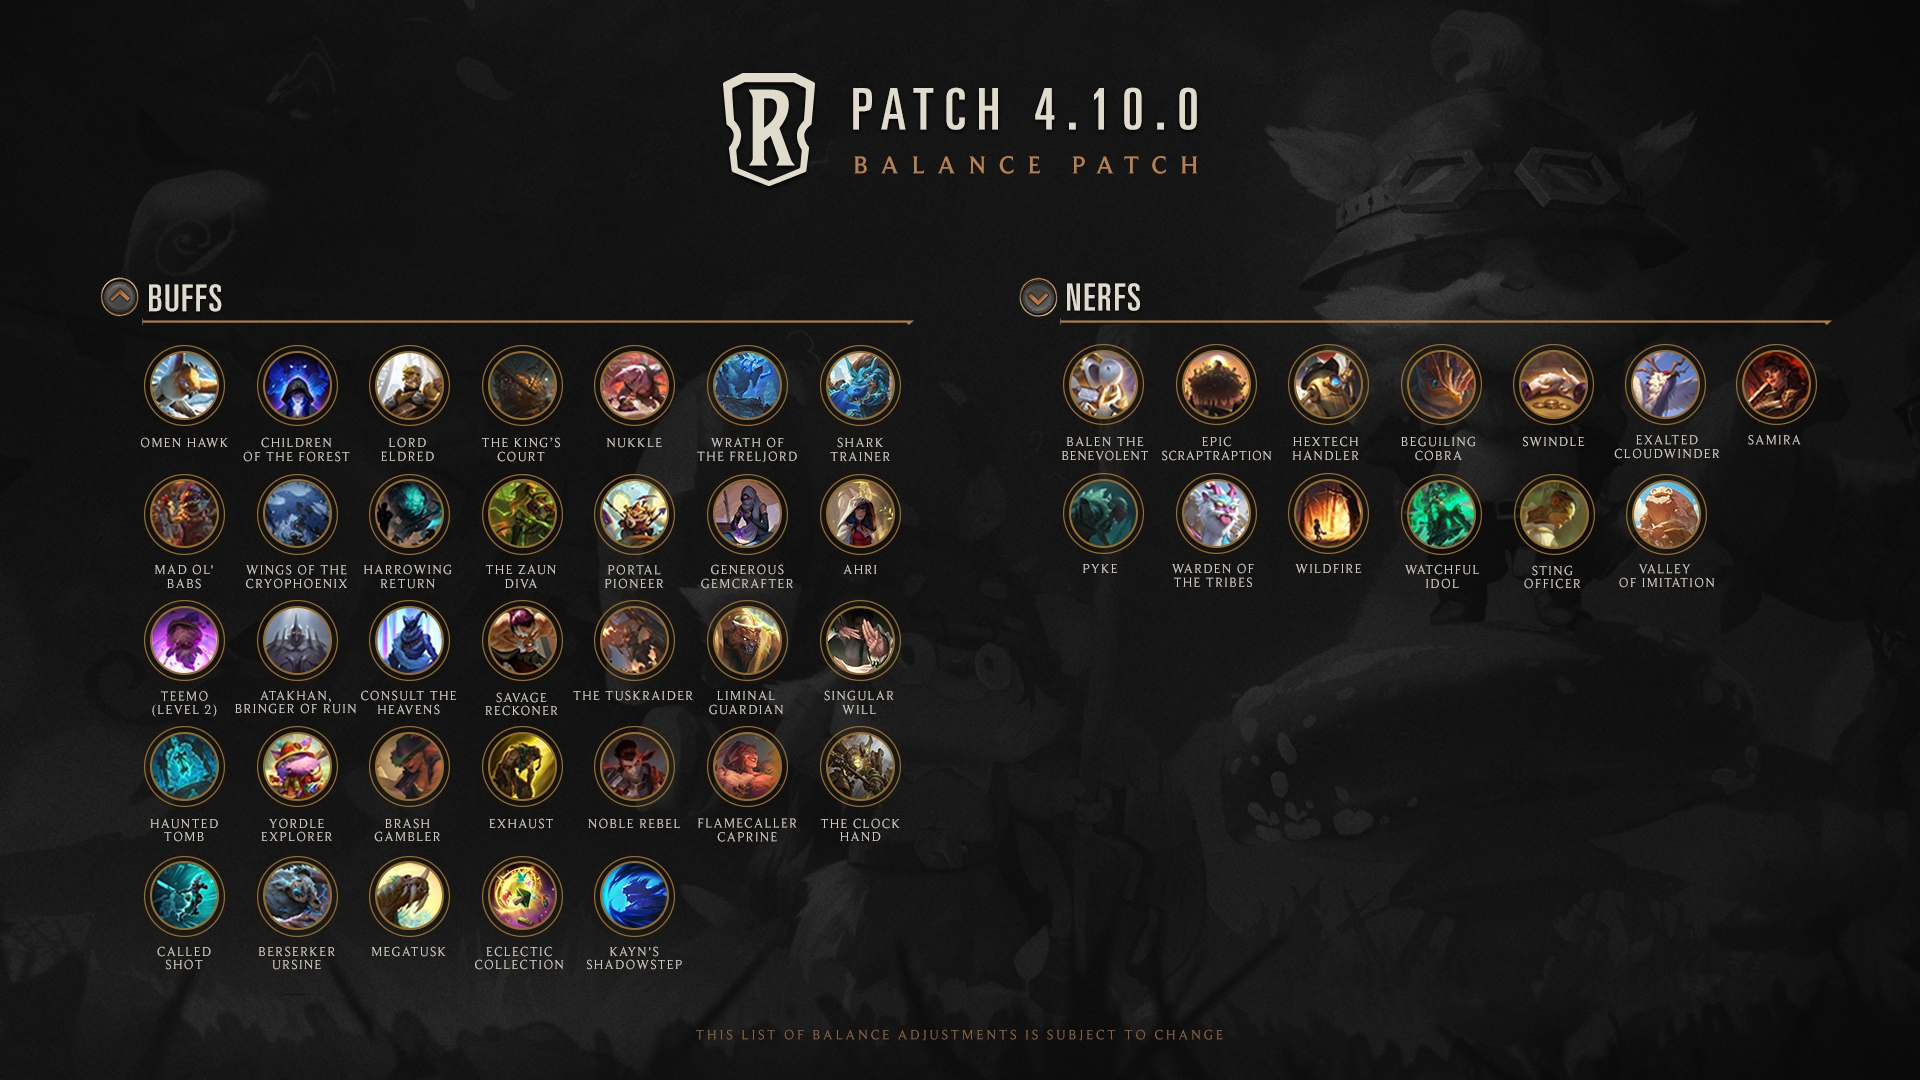 R
PATCH 4.10.0
BALANCE PATCH
BUFFS
OMEN HAWK
CHILDREN
OF THE FOREST
LORD
ELDRED
THE KING'S
COURT
NUKKLE
WRATH OF
THE FRELJORD
SHARK
TRAINER
MAD OL'
BABS
WINGS OF THE
CRYOPHOENIX
HARROWING
RETURN
THE ZAUN
DIVA
PORTAL
PIONEER
GENEROUS
GEMCRAFTER
AHRI
TEEMO
(LEVEL 2)
ATAKHAN,
BRINGER OF RUIN
CONSULT THE
HEAVENS
SAVAGE
RECKONER
THE TUSKRAIDER
LIMINAL
GUARDIAN
SINGULAR
WILL
HAUNTED
TOMB
YORDLE
EXPLORER
BRASH
GAMBLER
EXHAUST
NOBLE REBEL
FLAMECALLER
CAPRINE
THE CLOCK
HAND
CALLED
SHOT
BERSERKER
URSINE
MEGATUSK
ECLECTIC
COLLECTION
KAYN'S
SHADOWSTEP
NERFS
BALEN THE
BENEVOLENT
EPIC
SCRAPTRAPTION
HEXTECH
HANDLER
BEGUILING
COBRA
SWINDLE
EXALTED
CLOUDWINDER
SAMIRA
PYKE
WARDEN OF
THE TRIBES
WILDFIRE
WATCHFUL
IDOL
STING
OFFICER
VALLEY
OF IMITATION
THIS LIST OF BALANCE ADJUSTMENTS IS SUBJECT TO CHANGE